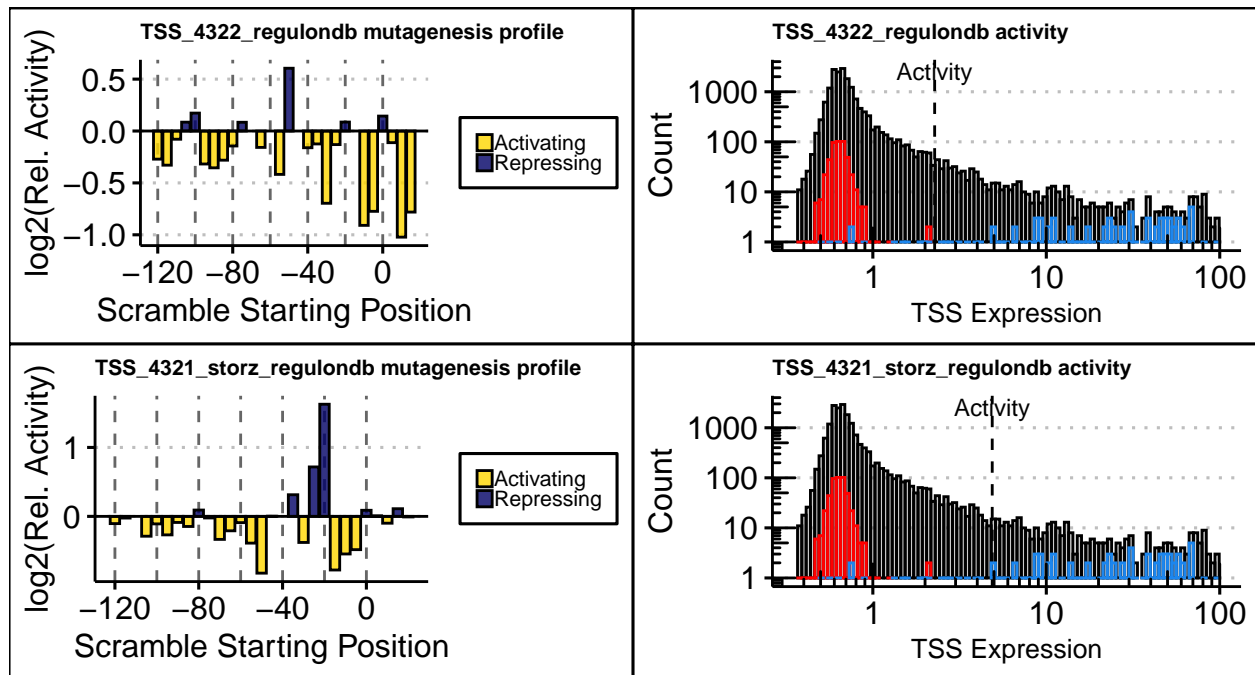 TSS_4322_regulondb mutagenesis profile
log2(Rel. Activity)
0.5
0.0
−0.5
−1.0
−120
−80
−40
0
Scramble Starting Position
Activating
Repressing
TSS_4322_regulondb activity
Activity
Count
1000
100
10
1
1
10
100
TSS Expression
TSS_4321_storz_regulondb mutagenesis profile
log2(Rel. Activity)
1
0
−120
−80
−40
0
Scramble Starting Position
Activating
Repressing
TSS_4321_storz_regulondb activity
Activity
Count
1000
100
10
1
1
10
100
TSS Expression